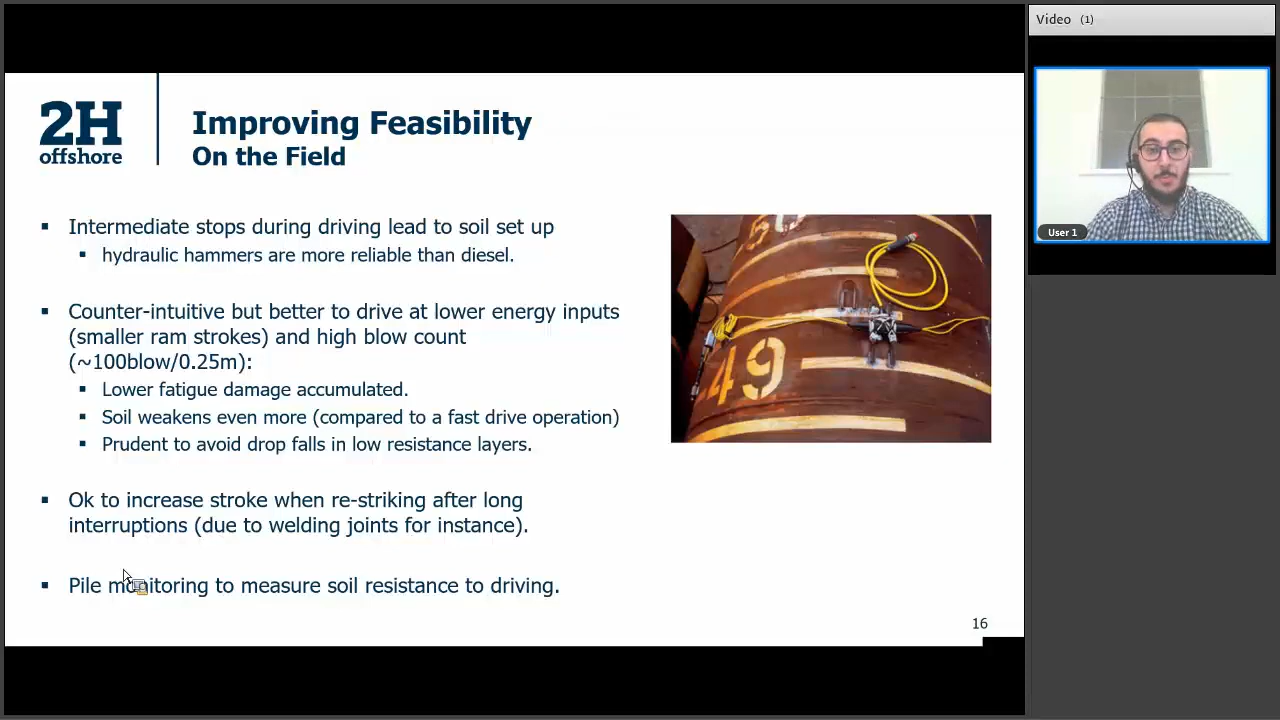 2H
offshore
Improving Feasibility
On the Field
▪ Intermediate stops during driving lead to soil set up
▪ hydraulic hammers are more reliable than diesel.
▪ Counter-intuitive but better to drive at lower energy inputs
(smaller ram strokes) and high blow count
(~100blow/0.25m):
▪ Lower fatigue damage accumulated.
▪ Soil weakens even more (compared to a fast drive operation)
▪ Prudent to avoid drop falls in low resistance layers.
▪ Ok to increase stroke when re-striking after long
interruptions (due to welding joints for instance).
▪ Pile monitoring to measure soil resistance to driving.
49
16
Video (1)
User 1